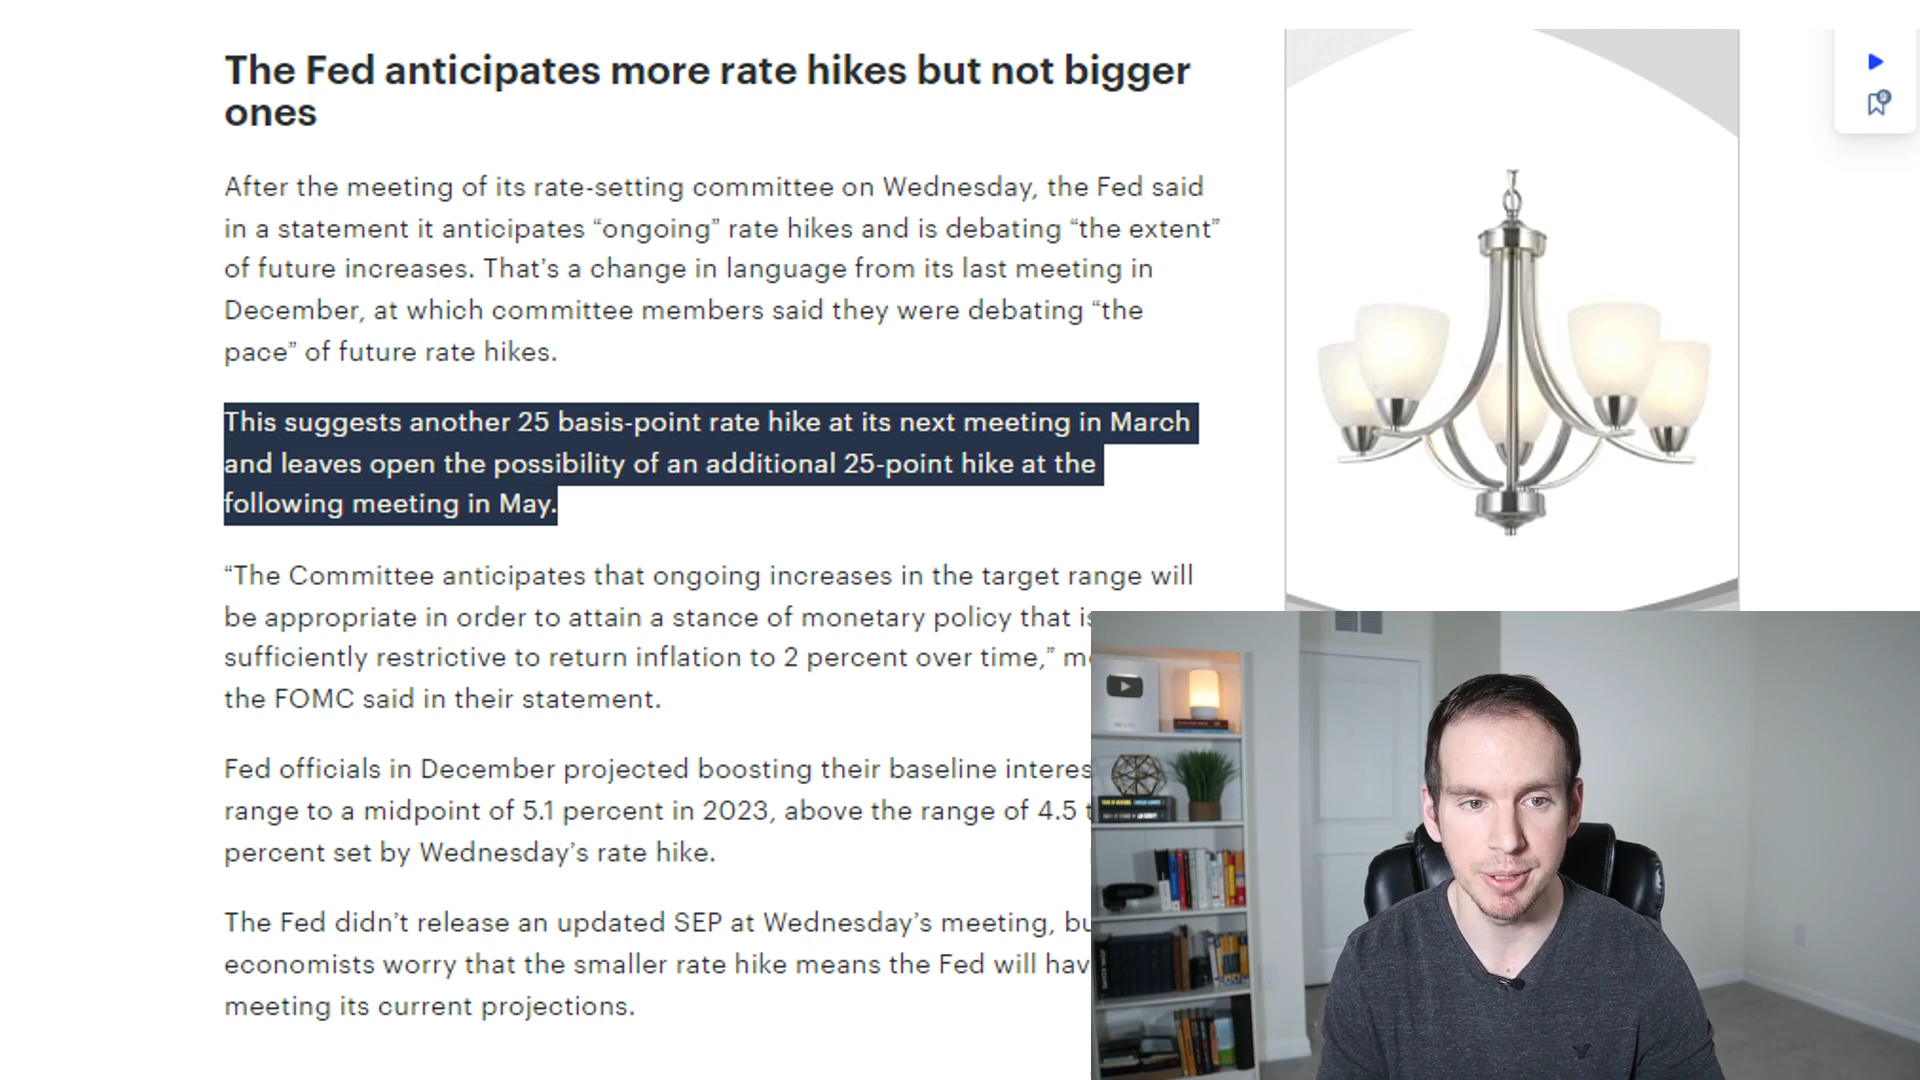 The Fed anticipates more rate hikes but not bigger
ones
After the meeting of its rate-setting committee on Wednesday, the Fed said
in a statement it anticipates “ongoing” rate hikes and is debating “the extent”
of future increases. That’s a change in language from its last meeting in
December, at which committee members said they were debating “the
pace” of future rate hikes.
This suggests another 25 basis-point rate hike at its next meeting in March
and leaves open the possibility of an additional 25-point hike at the
following meeting in May.
“The Committee anticipates that ongoing increases in the target range will
be appropriate in order to attain a stance of monetary policy that
sufficiently restrictive to return inflation to 2 percent over time,”
the FOMC said in their statement.
Fed officials in December projected boosting their baseline
range to a midpoint of 5.1 percent in 2023, above the range of 4.5
percent set by Wednesday’s rate hike.
The Fed didn’t release an updated SEP at Wednesday’s meeting,
economists worry that the smaller rate hike means the Fed will
meeting its current projections.